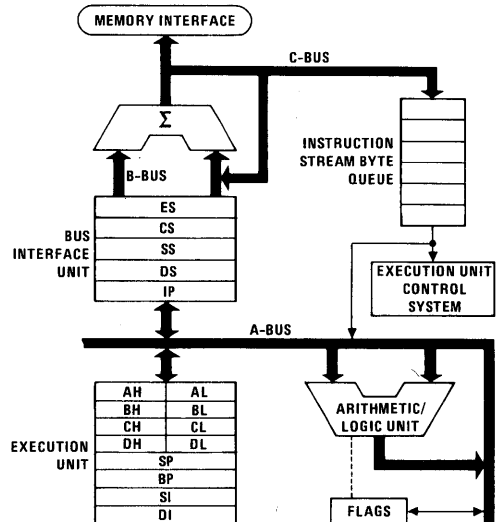 MEMORY INTERFACE
C-BUS
Σ
B-BUS
INSTRUCTION
STREAM BYTE
QUEUE
ES
CS
SS
DS
IP
BUS
INTERFACE
UNIT
EXECUTION UNIT
CONTROL
SYSTEM
A-BUS
AH AL
BH BL
CH CL
DH DL
SP
BP
SI
DI
EXECUTION
UNIT
ARITHMETIC/
LOGIC UNIT
FLAGS